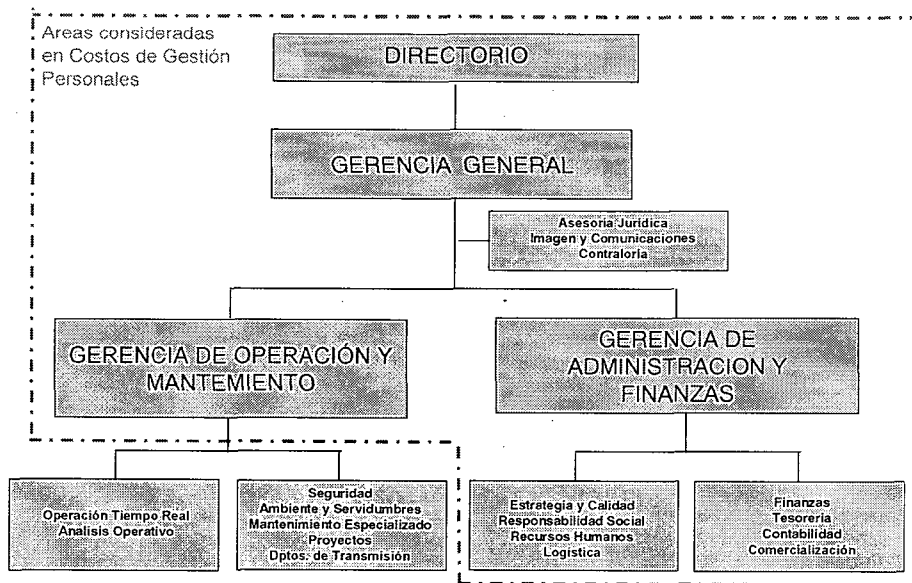 Areas consideradas
en Costos de Gestión
Personales
DIRECTORIO
GERENCIA GENERAL
Asesoria Jurídica
Imagen y Comunicaciones
Contraloria
GERENCIA DE OPERACIÓN Y
MANTEMIENTO
GERENCIA DE
ADMINISTRACION Y
FINANZAS
Operación Tiempo Real
Analisis Operativo
Seguridad
Ambiente y Servidumbres
Mantenimiento Especializado
Proyectos
Dptos. de Transmisión
Estrategia y Calidad
Responsabilidad Social
Recursos Humanos
Logistica
Finanzas
Tesoreria
Contabilidad
Comercialización